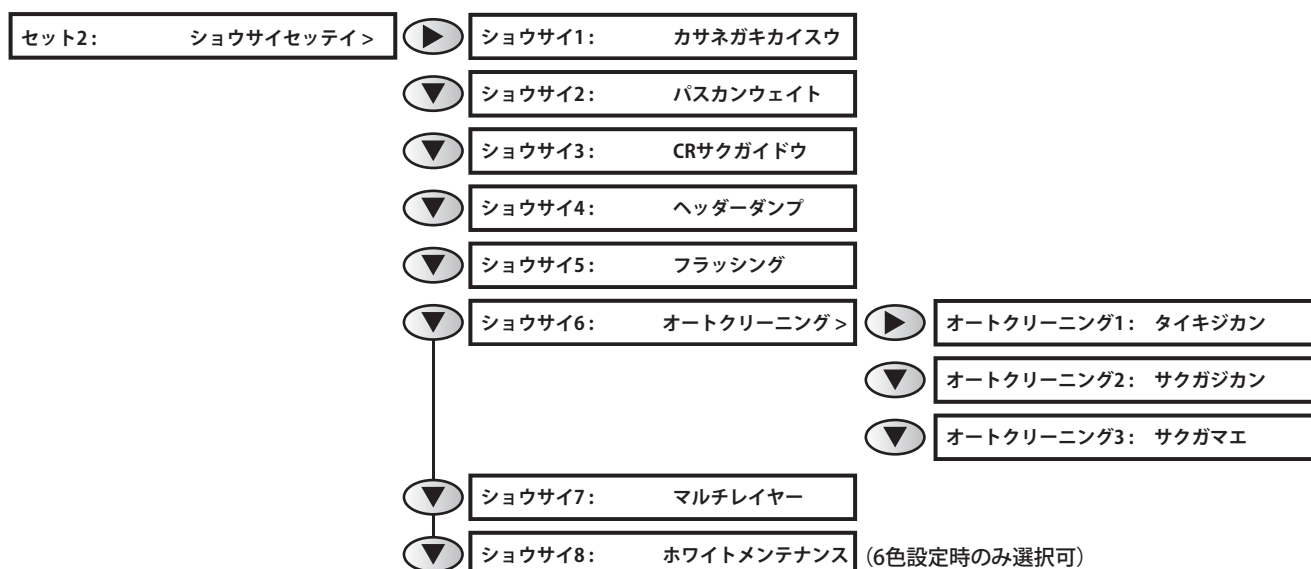 セット2： ショウサイセッテイ >
ショウサイ1： カサネガキカイスウ
ショウサイ2： パスカンウェイト
ショウサイ3： CRサクガイドウ
ショウサイ4： ヘッダーダンプ
ショウサイ5： フラッシング
ショウサイ6： オートクリーニング >
オートクリーニング1： タイキジカン
オートクリーニング2： サクガジカン
オートクリーニング3： サクガマエ
ショウサイ7： マルチレイヤー
ショウサイ8： ホワイトメンテナンス （6色設定時のみ選択可）